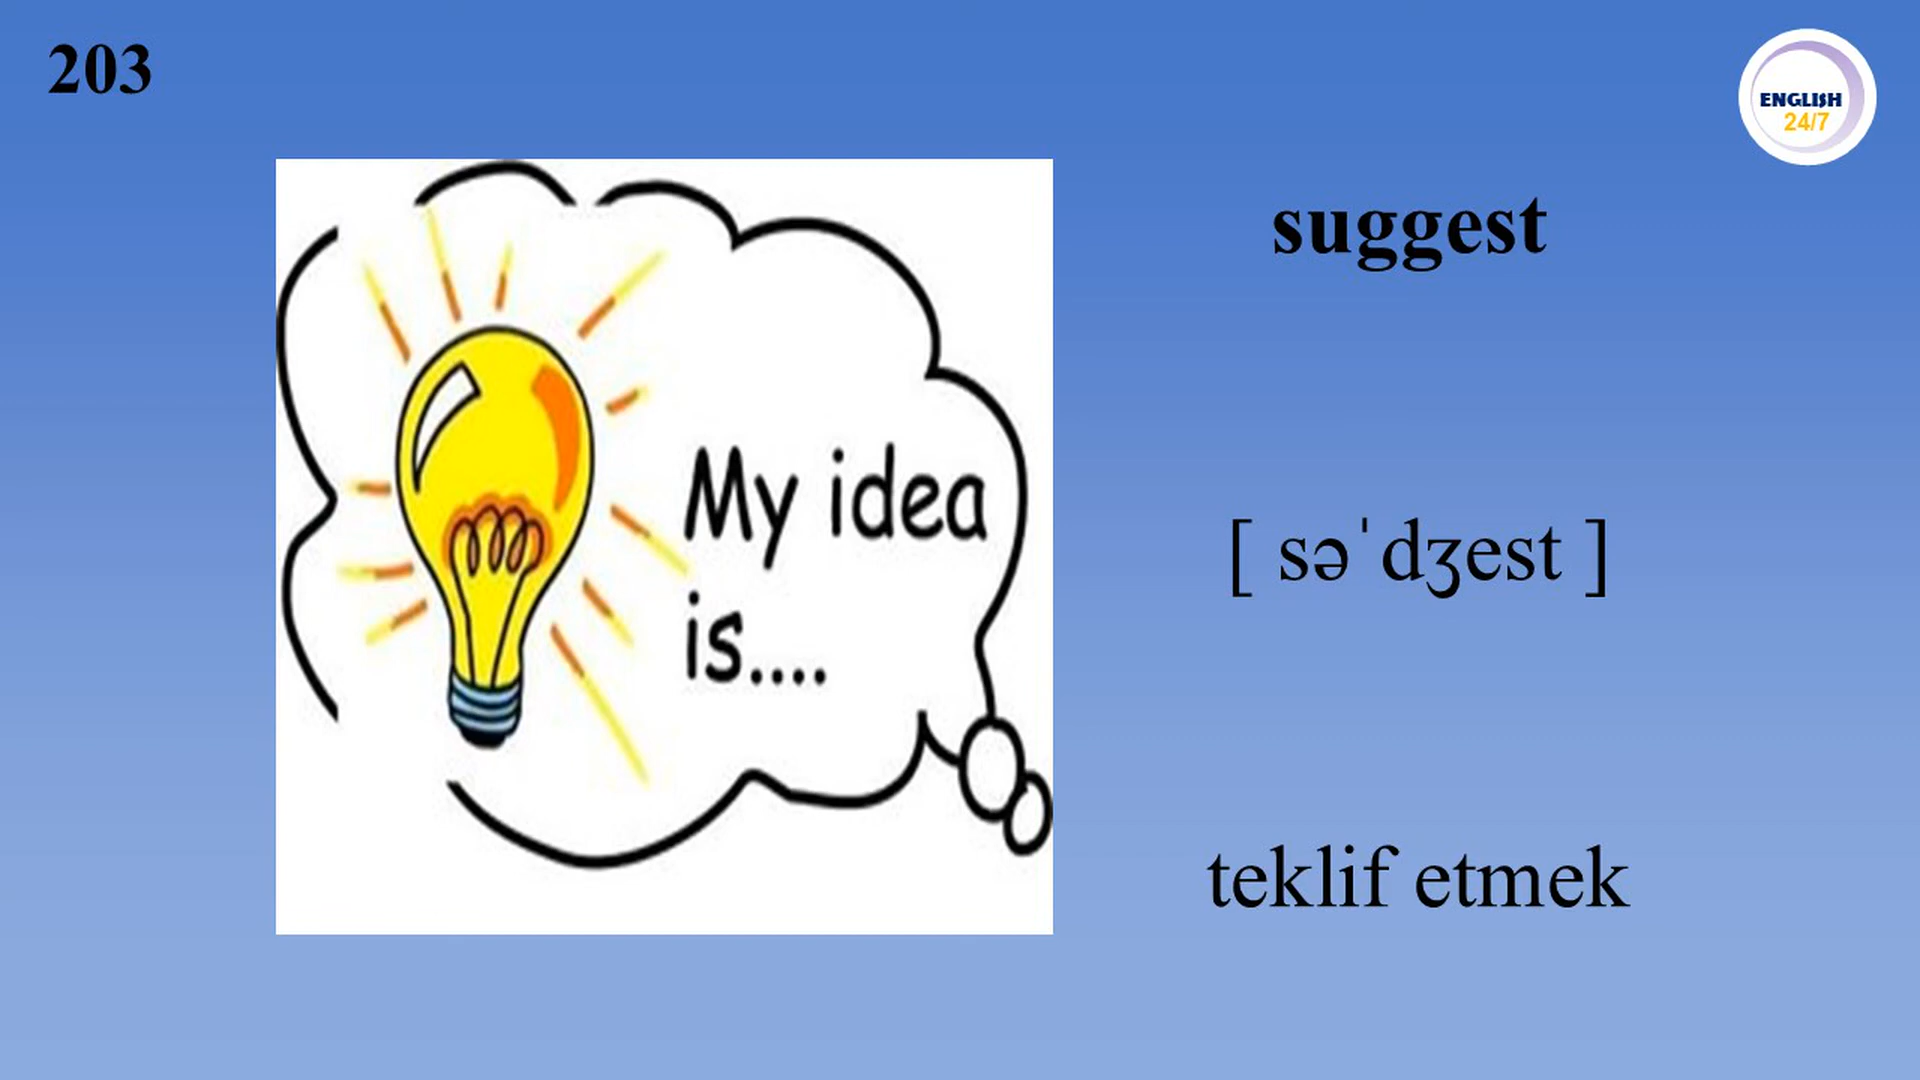 203
ENGLISH
24/7
suggest
My idea
is....
[ səˈdʒest ]
teklif etmek